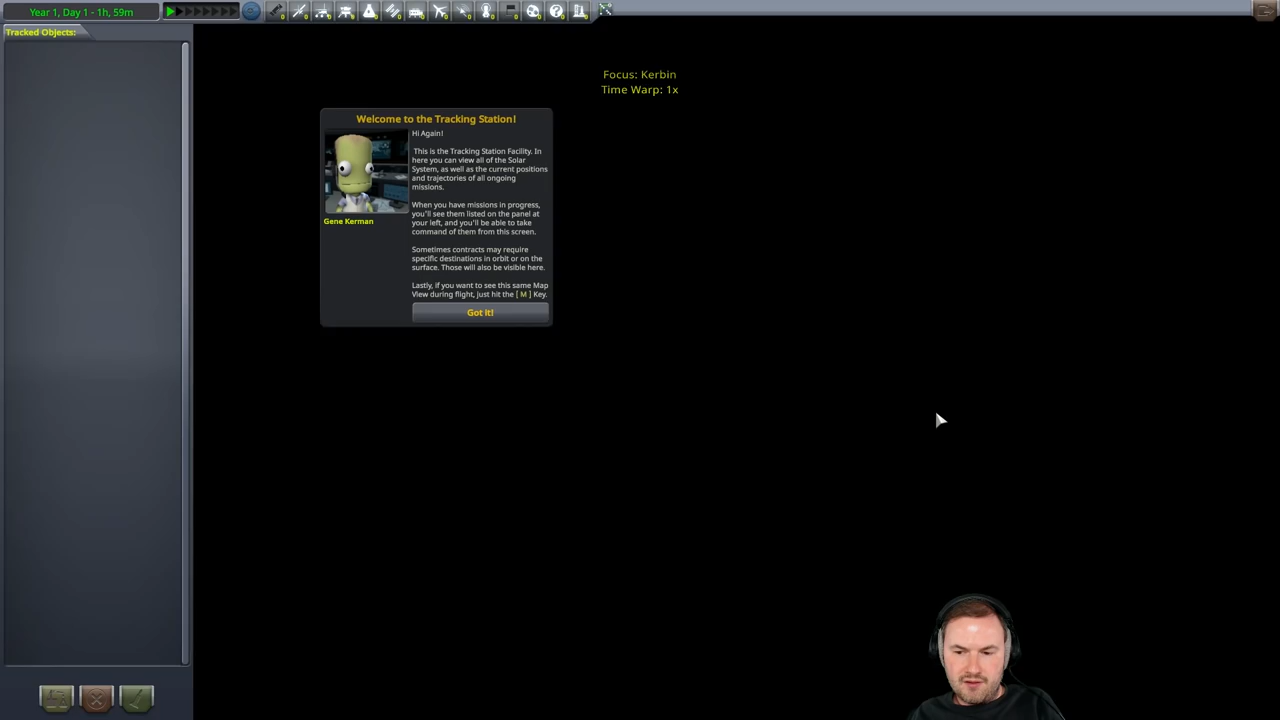 Year 1, Day 1 - 1h, 59m
Tracked Objects:
Focus: Kerbin
Time Warp: 1x
Welcome to the Tracking Station!
Hi Again!
This is the Tracking Station Facility. In
here you can view all of the Solar
System, as well as the current positions
and trajectories of all ongoing
missions.
When you have missions in progress,
you'll see them listed on the panel at
your left, and you'll be able to take
command of them from this screen.
Sometimes contracts may require
specific destinations in orbit or on the
surface. Those will also be visible here.
Lastly, if you want to see this same Map
View during flight, just hit the [ M ] Key.
Gene Kerman
Got it!